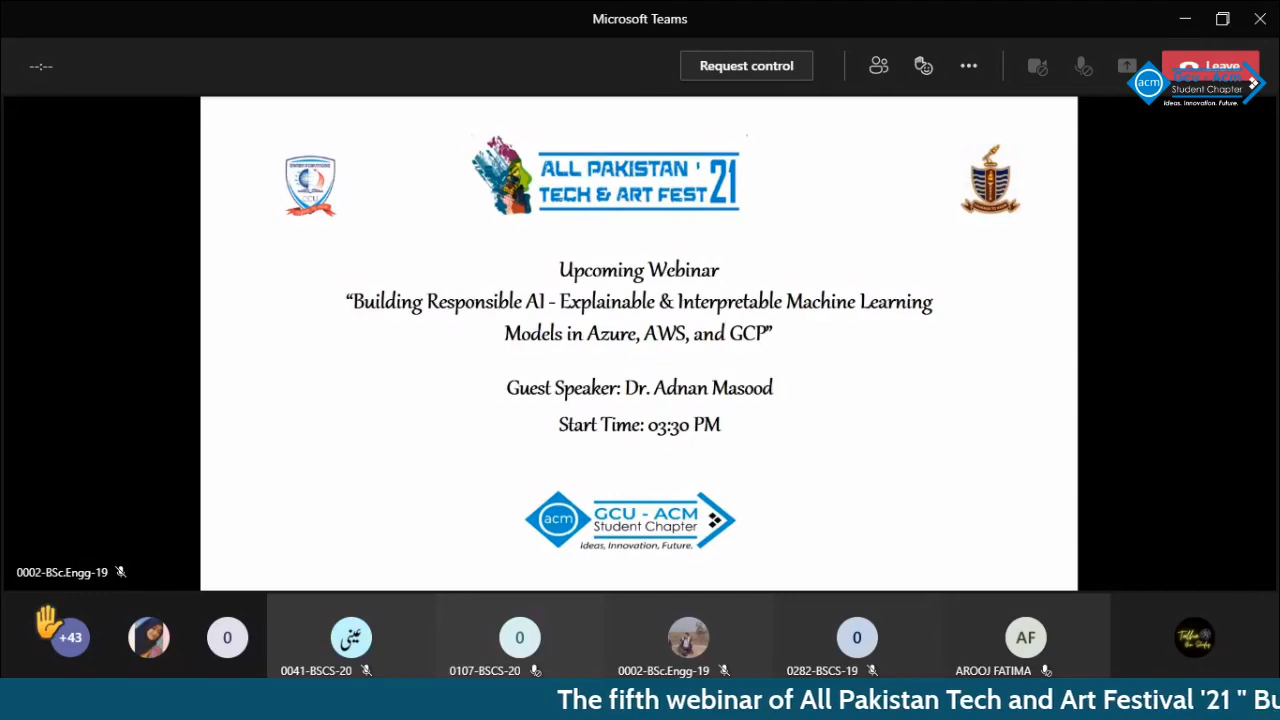 Microsoft Teams
--:--
Request control
Leave
acm
GCU - ACM
Student Chapter
Ideas. Innovation. Future.
ALL PAKISTAN '
TECH & ART FEST 21
Upcoming Webinar
“Building Responsible AI - Explainable & Interpretable Machine Learning
Models in Azure, AWS, and GCP”
Guest Speaker: Dr. Adnan Masood
Start Time: 03:30 PM
acm
GCU - ACM
Student Chapter
Ideas, Innovation, Future.
0002-BSc.Engg-19
+43
0
عینی
0
0
AF
0041-BSCS-20
0107-BSCS-20
0002-BSc.Engg-19
0282-BSCS-19
AROOJ FATIMA
The fifth webinar of All Pakistan Tech and Art Festival '21 " Bu